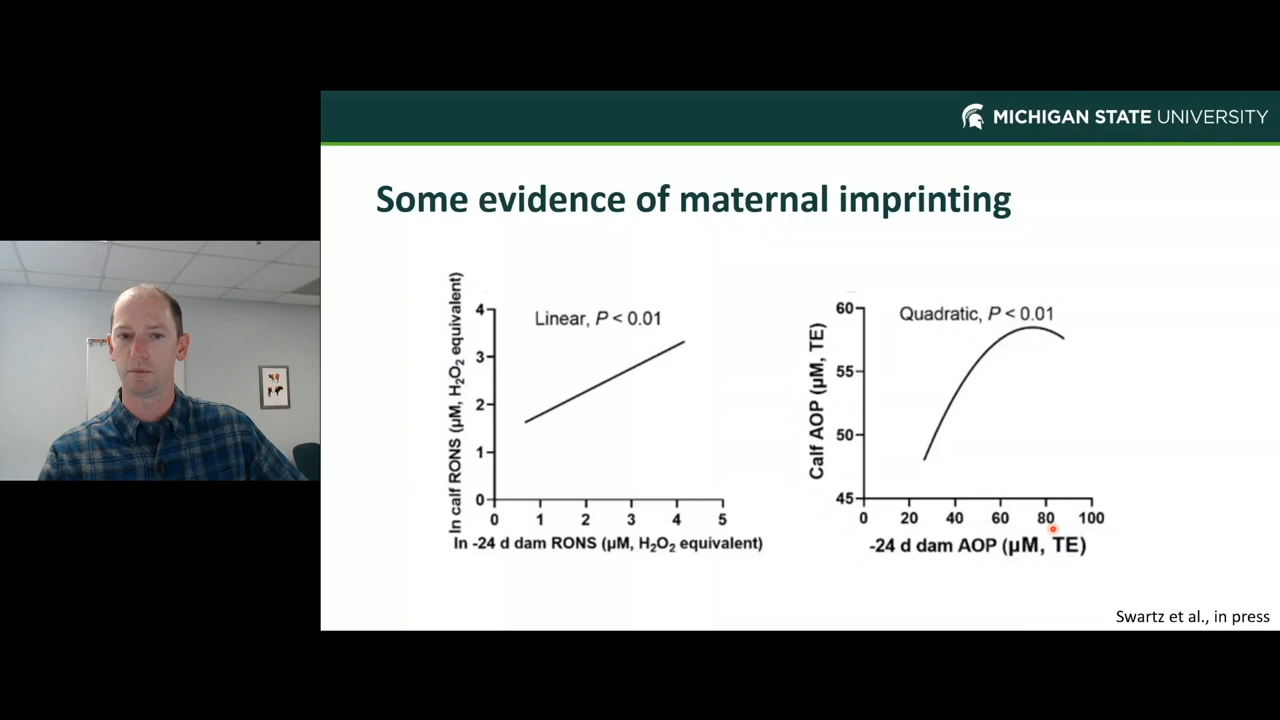 MICHIGAN STATE UNIVERSITY
Some evidence of maternal imprinting
ln calf RONS (µM, H₂O₂ equivalent)
4
3
2
1
0
Linear, P < 0.01
0 1 2 3 4 5
ln -24 d dam RONS (µM, H₂O₂ equivalent)
Calf AOP (µM, TE)
60
55
50
45
Quadratic, P < 0.01
0 20 40 60 80 100
-24 d dam AOP (µM, TE)
Swartz et al., in press